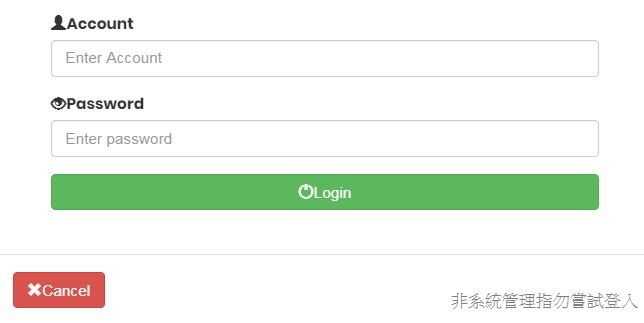 Account
Enter Account
Password
Enter password
Login
Cancel
非系統管理指勿嘗試登入